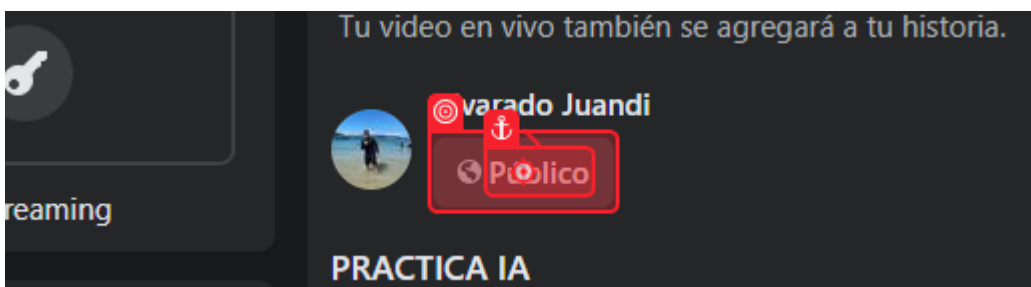 Tu video en vivo también se agregará a tu historia.
varado Juandi
Público
reaming
PRACTICA IA